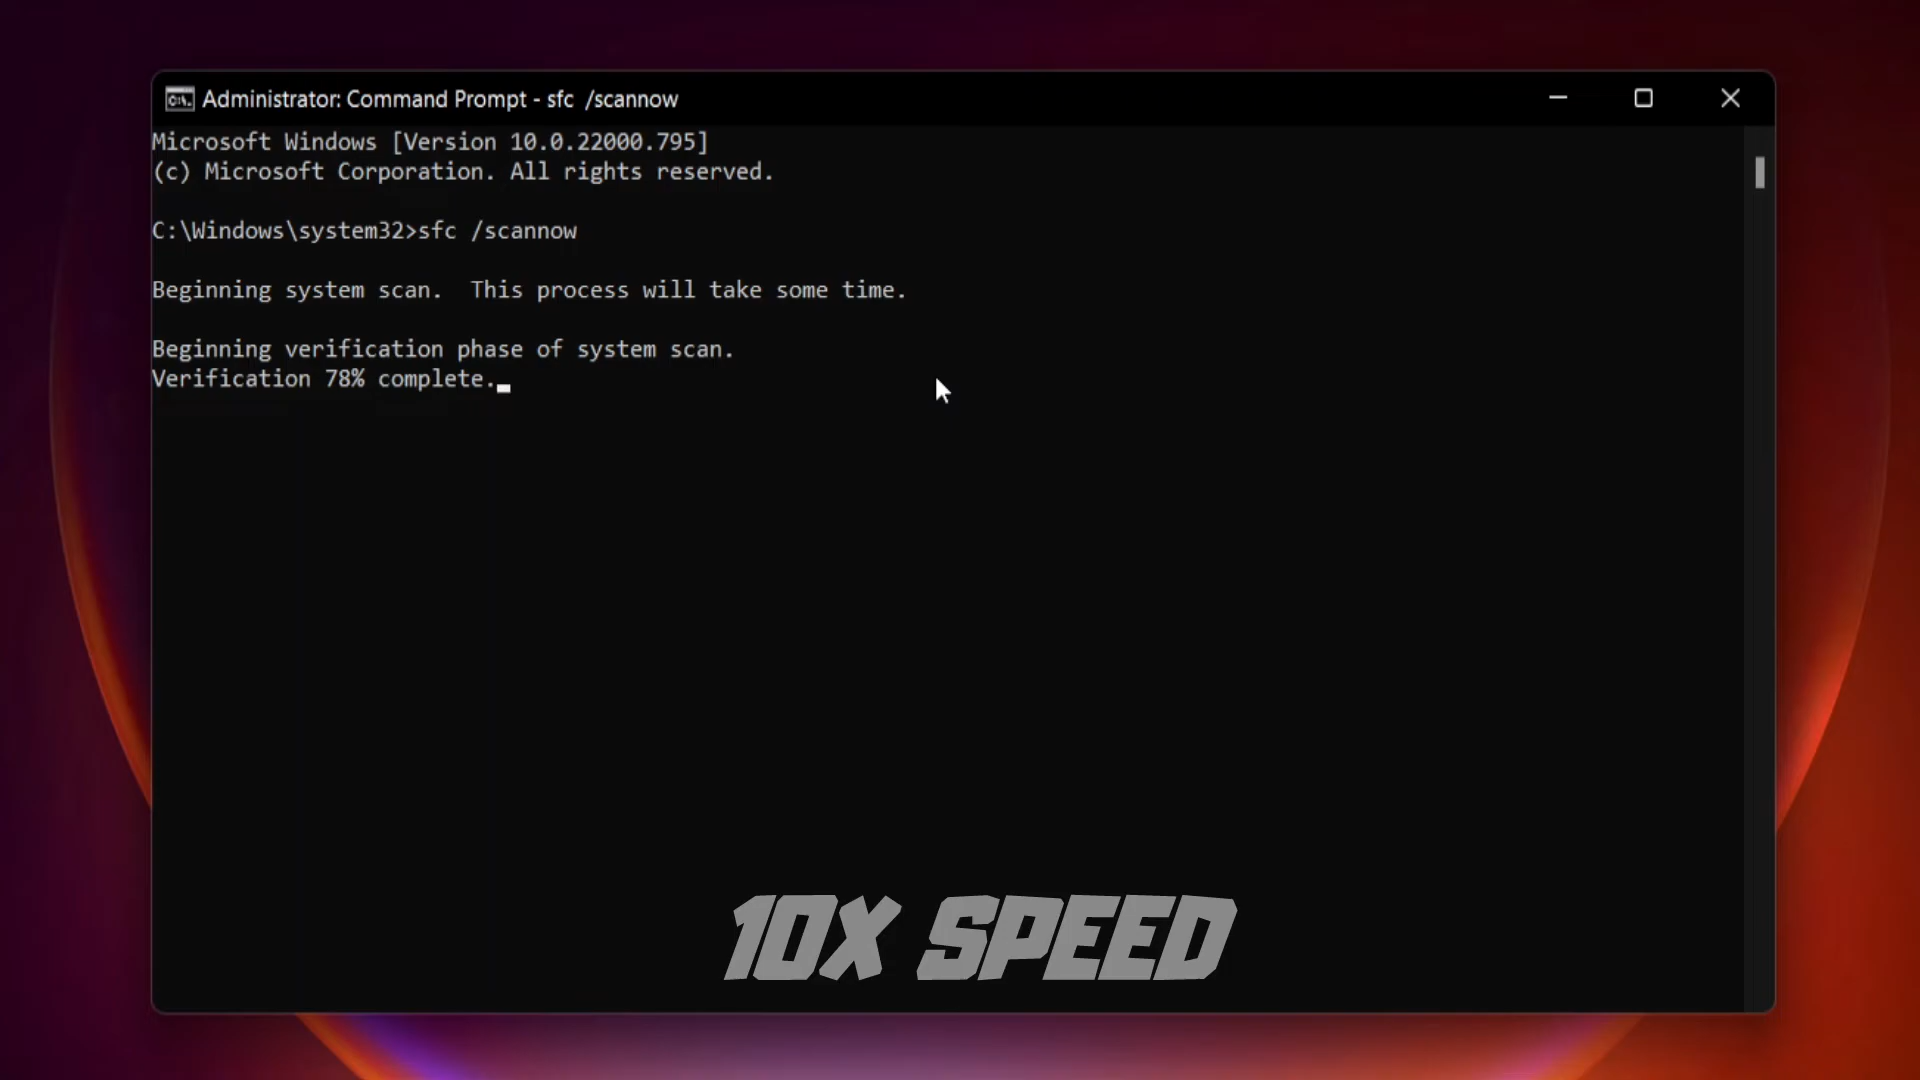 Administrator: Command Prompt - sfc  /scannow
Microsoft Windows [Version 10.0.22000.795]
(c) Microsoft Corporation. All rights reserved.
C:\Windows\system32>sfc /scannow
Beginning system scan.  This process will take some time.
Beginning verification phase of system scan.
Verification 78% complete.
10X SPEED